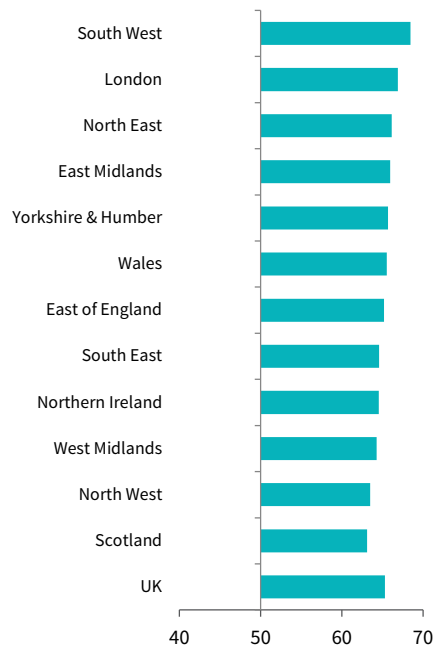 South West
London
North East
East Midlands
Yorkshire & Humber
Wales
East of England
South East
Northern Ireland
West Midlands
North West
Scotland
UK
40 50 60 70